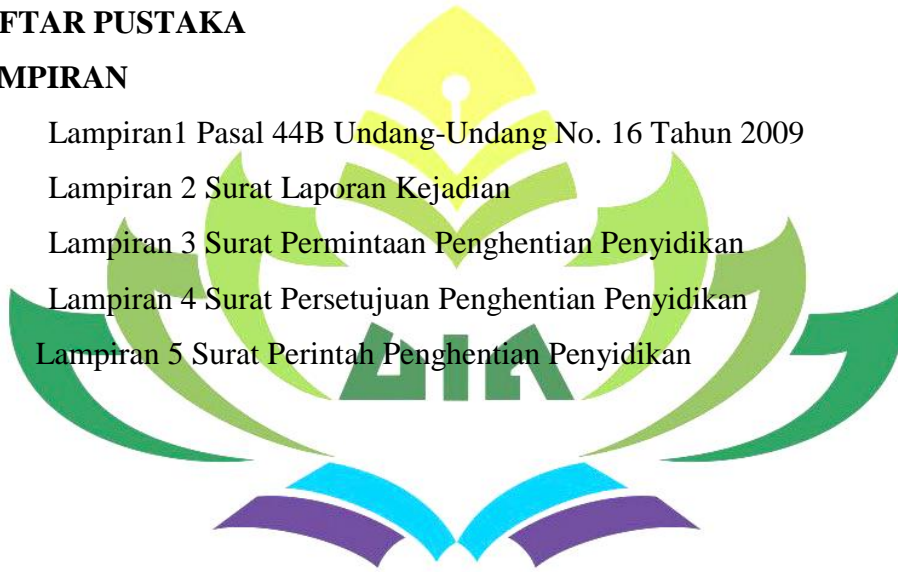 FTAR PUSTAKA
MPIRAN
Lampiran1 Pasal 44B Undang-Undang No. 16 Tahun 2009
Lampiran 2 Surat Laporan Kejadian
Lampiran 3 Surat Permintaan Penghentian Penyidikan
Lampiran 4 Surat Persetujuan Penghentian Penyidikan
Lampiran 5 Surat Perintah Penghentian Penyidikan